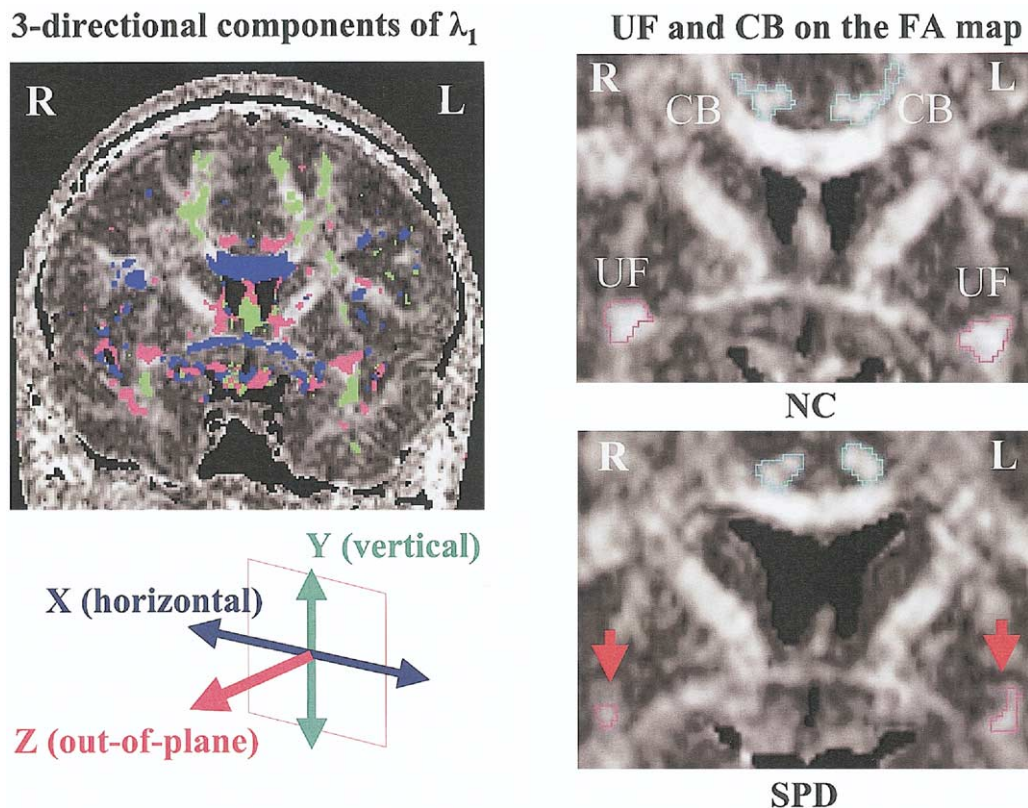 3-directional components of λ1
R L
Y (vertical)
X (horizontal)
Z (out-of-plane)
UF and CB on the FA map
R L
CB CB
UF UF
NC
R L
SPD